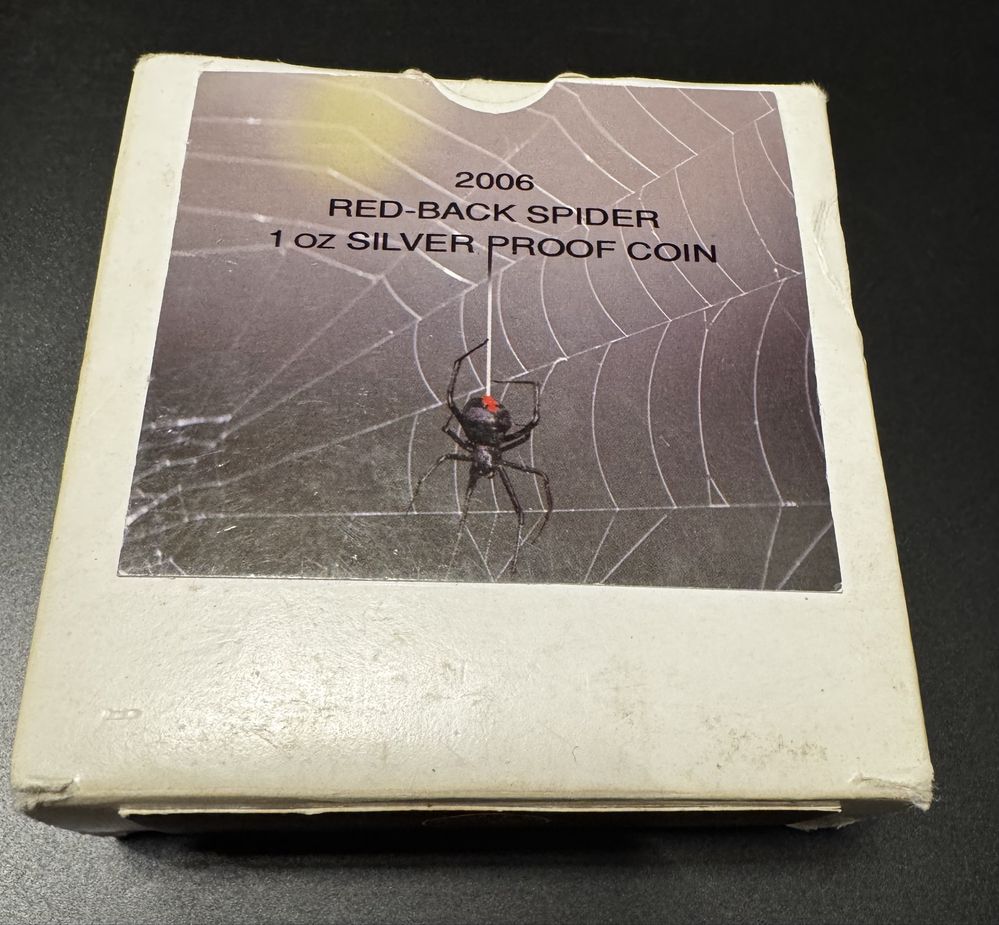 2006
RED-BACK SPIDER
1 oz SILVER PROOF COIN